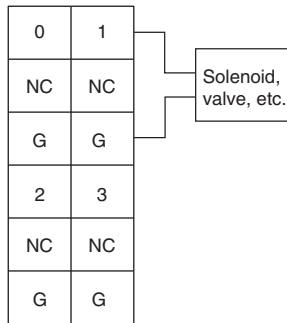 0 1
NC NC
G G
2 3
NC NC
G G
Solenoid,
valve, etc.